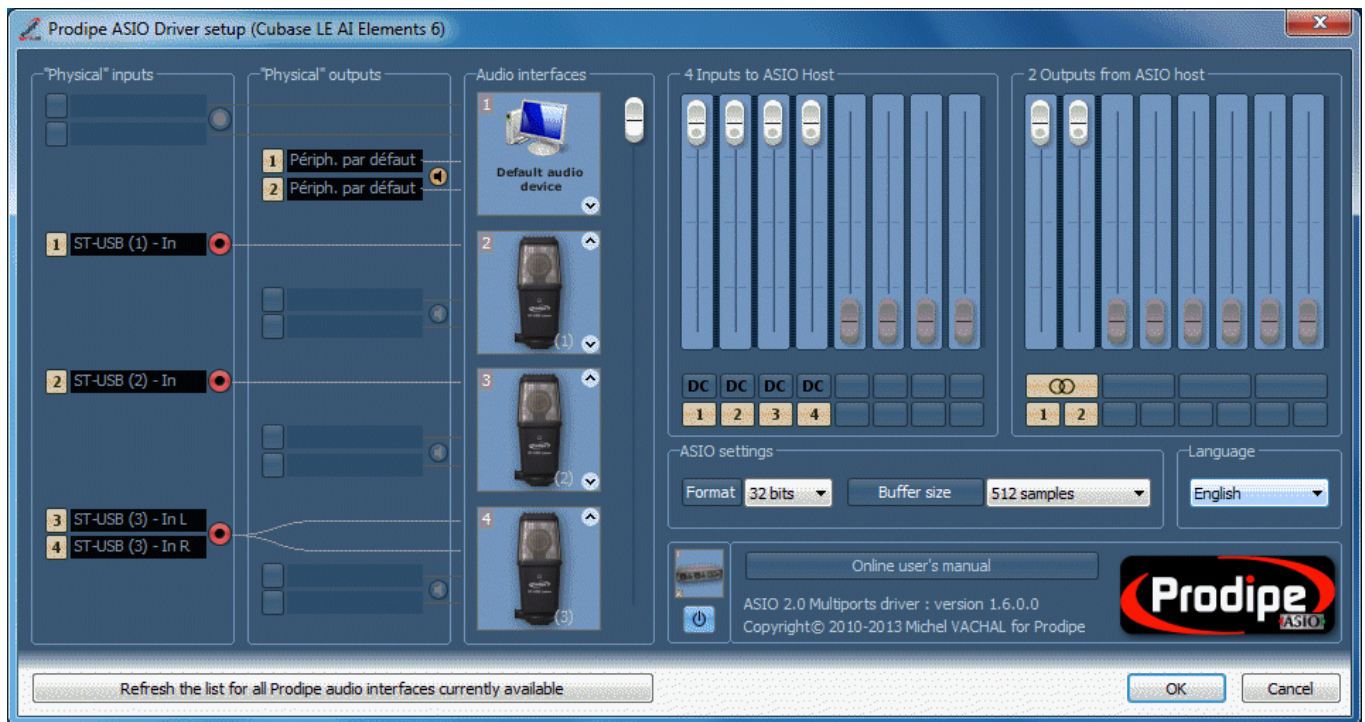 Prodipe ASIO Driver setup (Cubase LE AI Elements 6)
"Physical" inputs
"Physical" outputs
Audio interfaces
4 Inputs to ASIO Host
2 Outputs from ASIO host
1
Default audio device
1 Périph. par défaut -
2 Périph. par défaut -
1 ST-USB (1) - In
2
(1)
2 ST-USB (2) - In
3
(2)
3 ST-USB (3) - In L
4 ST-USB (3) - In R
4
(3)
DC DC DC DC
1 2 3 4
1 2
ASIO settings
Format 32 bits
Buffer size 512 samples
Language
English
Online user's manual
ASIO 2.0 Multiports driver : version 1.6.0.0
Copyright© 2010-2013 Michel VACHAL for Prodipe
Prodipe
ASIO
Refresh the list for all Prodipe audio interfaces currently available
OK
Cancel